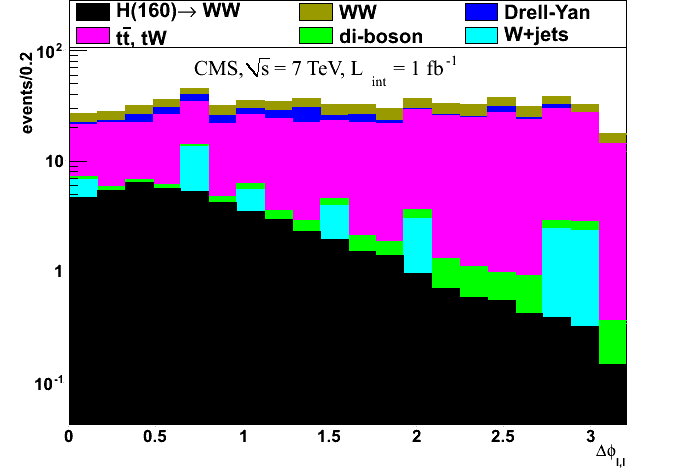 H(160)→ WW WW Drell-Yan
tt̄, tW di-boson W+jets
CMS, √s = 7 TeV, L int = 1 fb⁻¹
events/0.2
10²
10
1
10⁻¹
0 0.5 1 1.5 2 2.5 3
Δϕ l,l